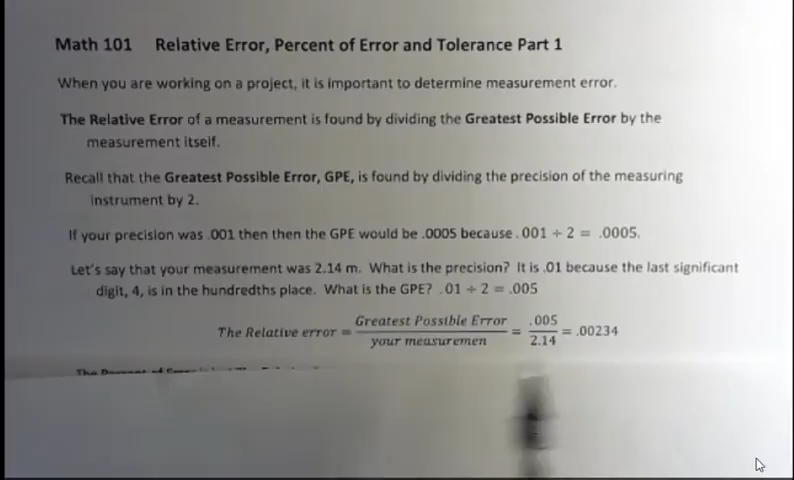 Math 101 Relative Error, Percent of Error and Tolerance Part 1
When you are working on a project, it is important to determine measurement error.
The Relative Error of a measurement is found by dividing the Greatest Possible Error by the
measurement itself.
Recall that the Greatest Possible Error, GPE, is found by dividing the precision of the measuring
instrument by 2.
If your precision was .001 then then the GPE would be .0005 because .001 ÷ 2 = .0005.
Let's say that your measurement was 2.14 m. What is the precision? It is .01 because the last significant
digit, 4, is in the hundredths place. What is the GPE? .01 ÷ 2 = .005
The Relative error = Greatest Possible Error / your measuremen = .005 / 2.14 = .00234